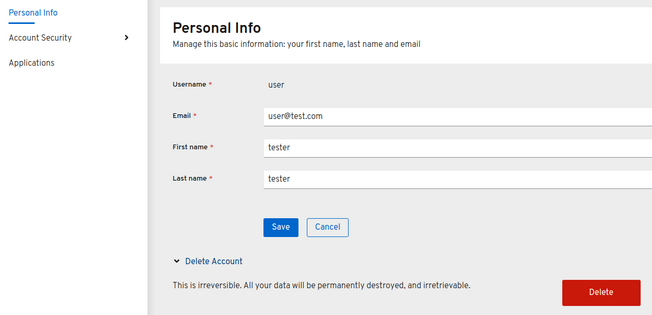 Personal Info
Account Security
Applications
Personal Info
Manage this basic information: your first name, last name and email
Username * user
Email * user@test.com
First name * tester
Last name * tester
Save Cancel
Delete Account
This is irreversible. All your data will be permanently destroyed, and irretrievable.
Delete